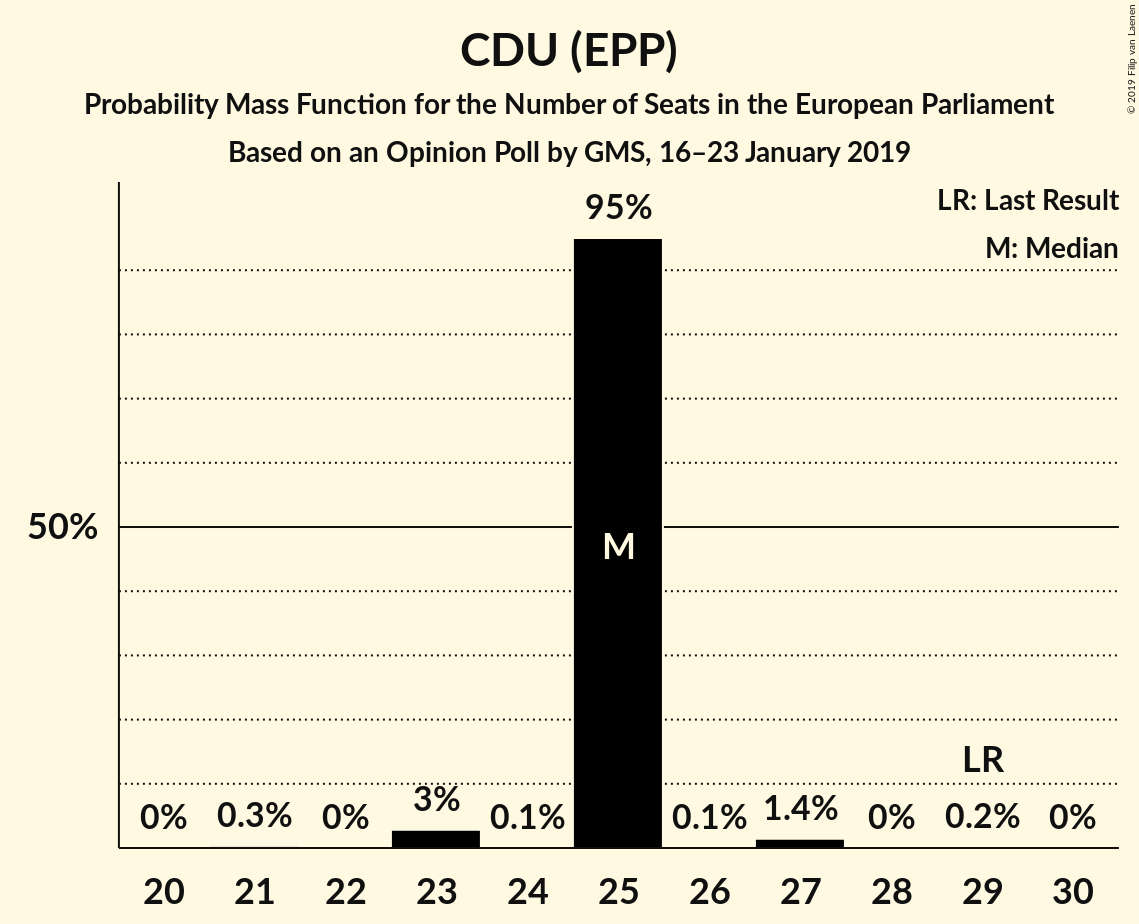 CDU (EPP)
Probability Mass Function for the Number of Seats in the European Parliament
Based on an Opinion Poll by GMS, 16–23 January 2019
© 2019 Filip van Laenen
LR: Last Result
M: Median
95%
50%
M
LR
0% 0.3% 0% 3% 0.1% 0.1% 1.4% 0% 0.2% 0%
20 21 22 23 24 25 26 27 28 29 30